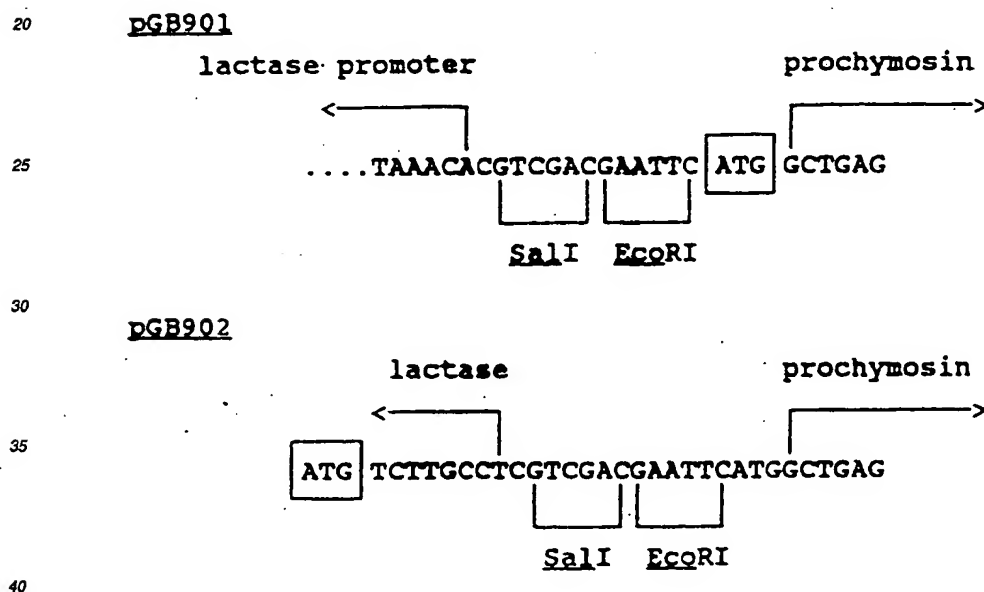 20 pGB901
lactase promoter prochymosin
25 ....TAAACACGTCGACGAATTC ATG GCTGAG
SalI EcoRI
30
pGB902
lactase prochymosin
35 ATG TCTTGCCTCGTCGACGAATTCATGGCTGAG
SalI EcoRI
40